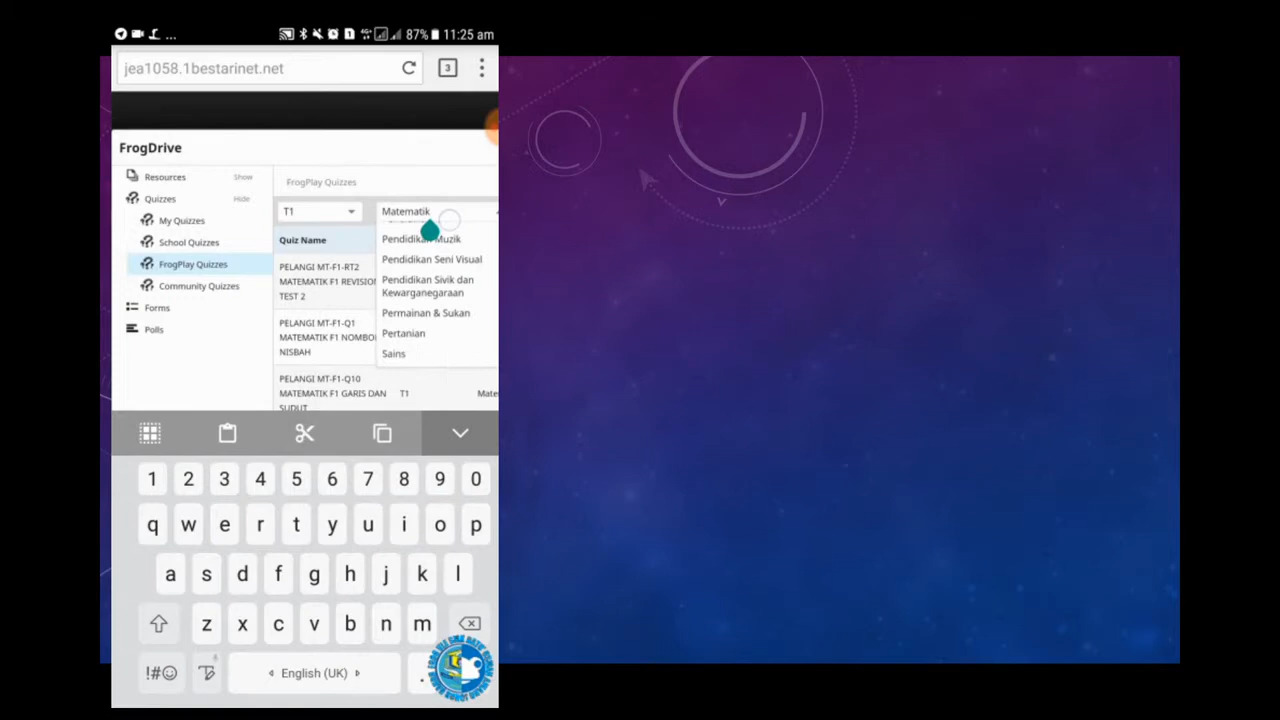 ... 87% 11:25 am
jea1058.1bestarinet.net
3
FrogDrive
Resources Show
FrogPlay Quizzes
Quizzes Hide
My Quizzes
T1
Matematik
School Quizzes
Quiz Name
Pendidikan Muzik
FrogPlay Quizzes
PELANGI MT-F1-RT2
MATEMATIK F1 REVISION
TEST 2
Pendidikan Seni Visual
Community Quizzes
Pendidikan Sivik dan
Kewarganegaraan
Forms
Permainan & Sukan
Polls
PELANGI MT-F1-Q1
MATEMATIK F1 NOMBOR
NISBAH
Pertanian
Sains
PELANGI MT-F1-Q10
MATEMATIK F1 GARIS DAN
SUDUT
T1
Mate
1 2 3 4 5 6 7 8 9 0
q w e r t y u i o p
a s d f g h j k l
z x c v b n m
!#☺ English (UK) .